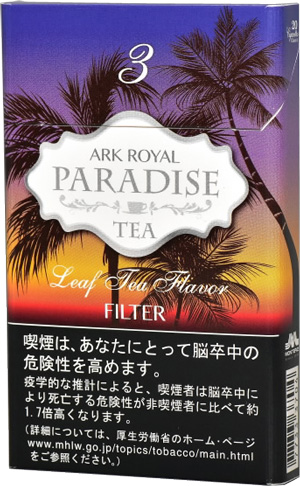 3
ARK ROYAL
PARADISE
TEA
Leaf Tea Flavor
FILTER
喫煙は、あなたにとって脳卒中の
危険性を高めます。
疫学的な推計によると、喫煙者は脳卒中に
より死亡する危険性が非喫煙者に比べて約
1.7倍高くなります。
(詳細については、厚生労働省のホーム・ページ
www.mhlw.go.jp/topics/tobacco/main.html
をご参照ください。)